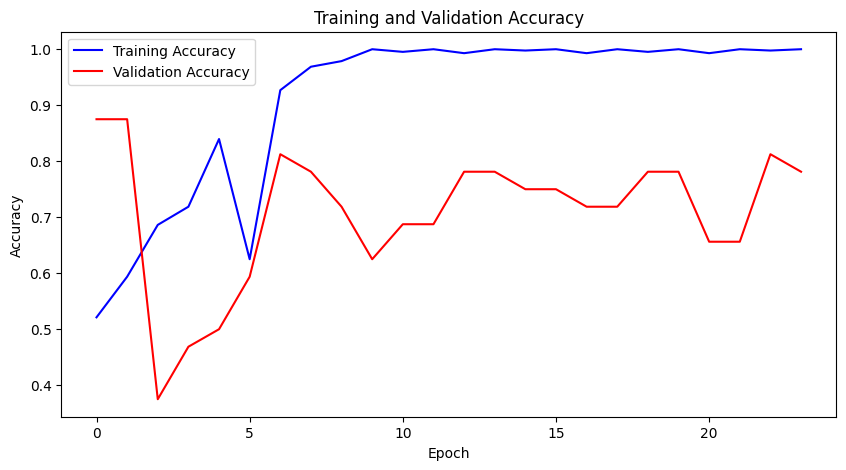 Training and Validation Accuracy
Training Accuracy
Validation Accuracy
Accuracy
1.0
0.9
0.8
0.7
0.6
0.5
0.4
0 5 10 15 20
Epoch